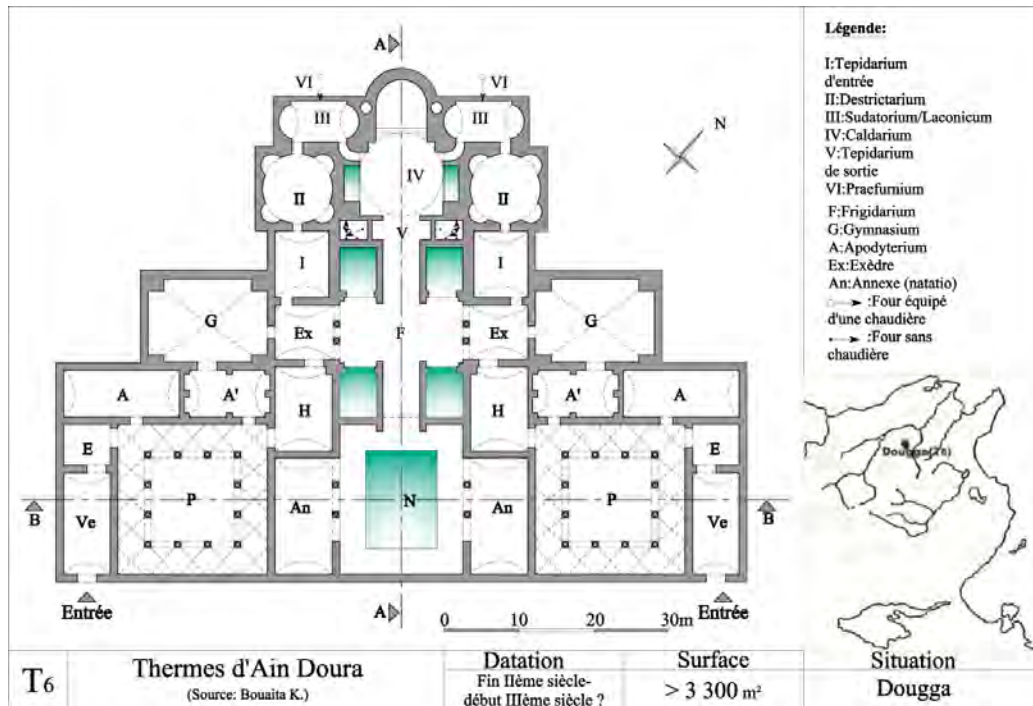 A
VI
VI
III
III
N
IV
II
II
V
I
I
G
Ex
F
Ex
G
A
A'
H
H
A'
A
E
E
P
An
N
An
P
B
Ve
Ve
B
Entrée
A
Entrée
0
10
20
30m
Légende:
I:Tepidarium
d'entrée
II:Destrictarium
III:Sudatorium/Laconicum
IV:Caldarium
V:Tepidarium
de sortie
VI:Praefurnium
F:Frigidarium
G:Gymnasium
A:Apodyterium
Ex:Exèdre
An:Annexe (natatio)
:Four équipé
d'une chaudière
:Four sans
chaudière
T6
Thermes d'Ain Doura
(Source: Bouaita K.)
Datation
Fin IIème siècle-
début IIIème siècle ?
Surface
> 3 300 m²
Situation
Dougga